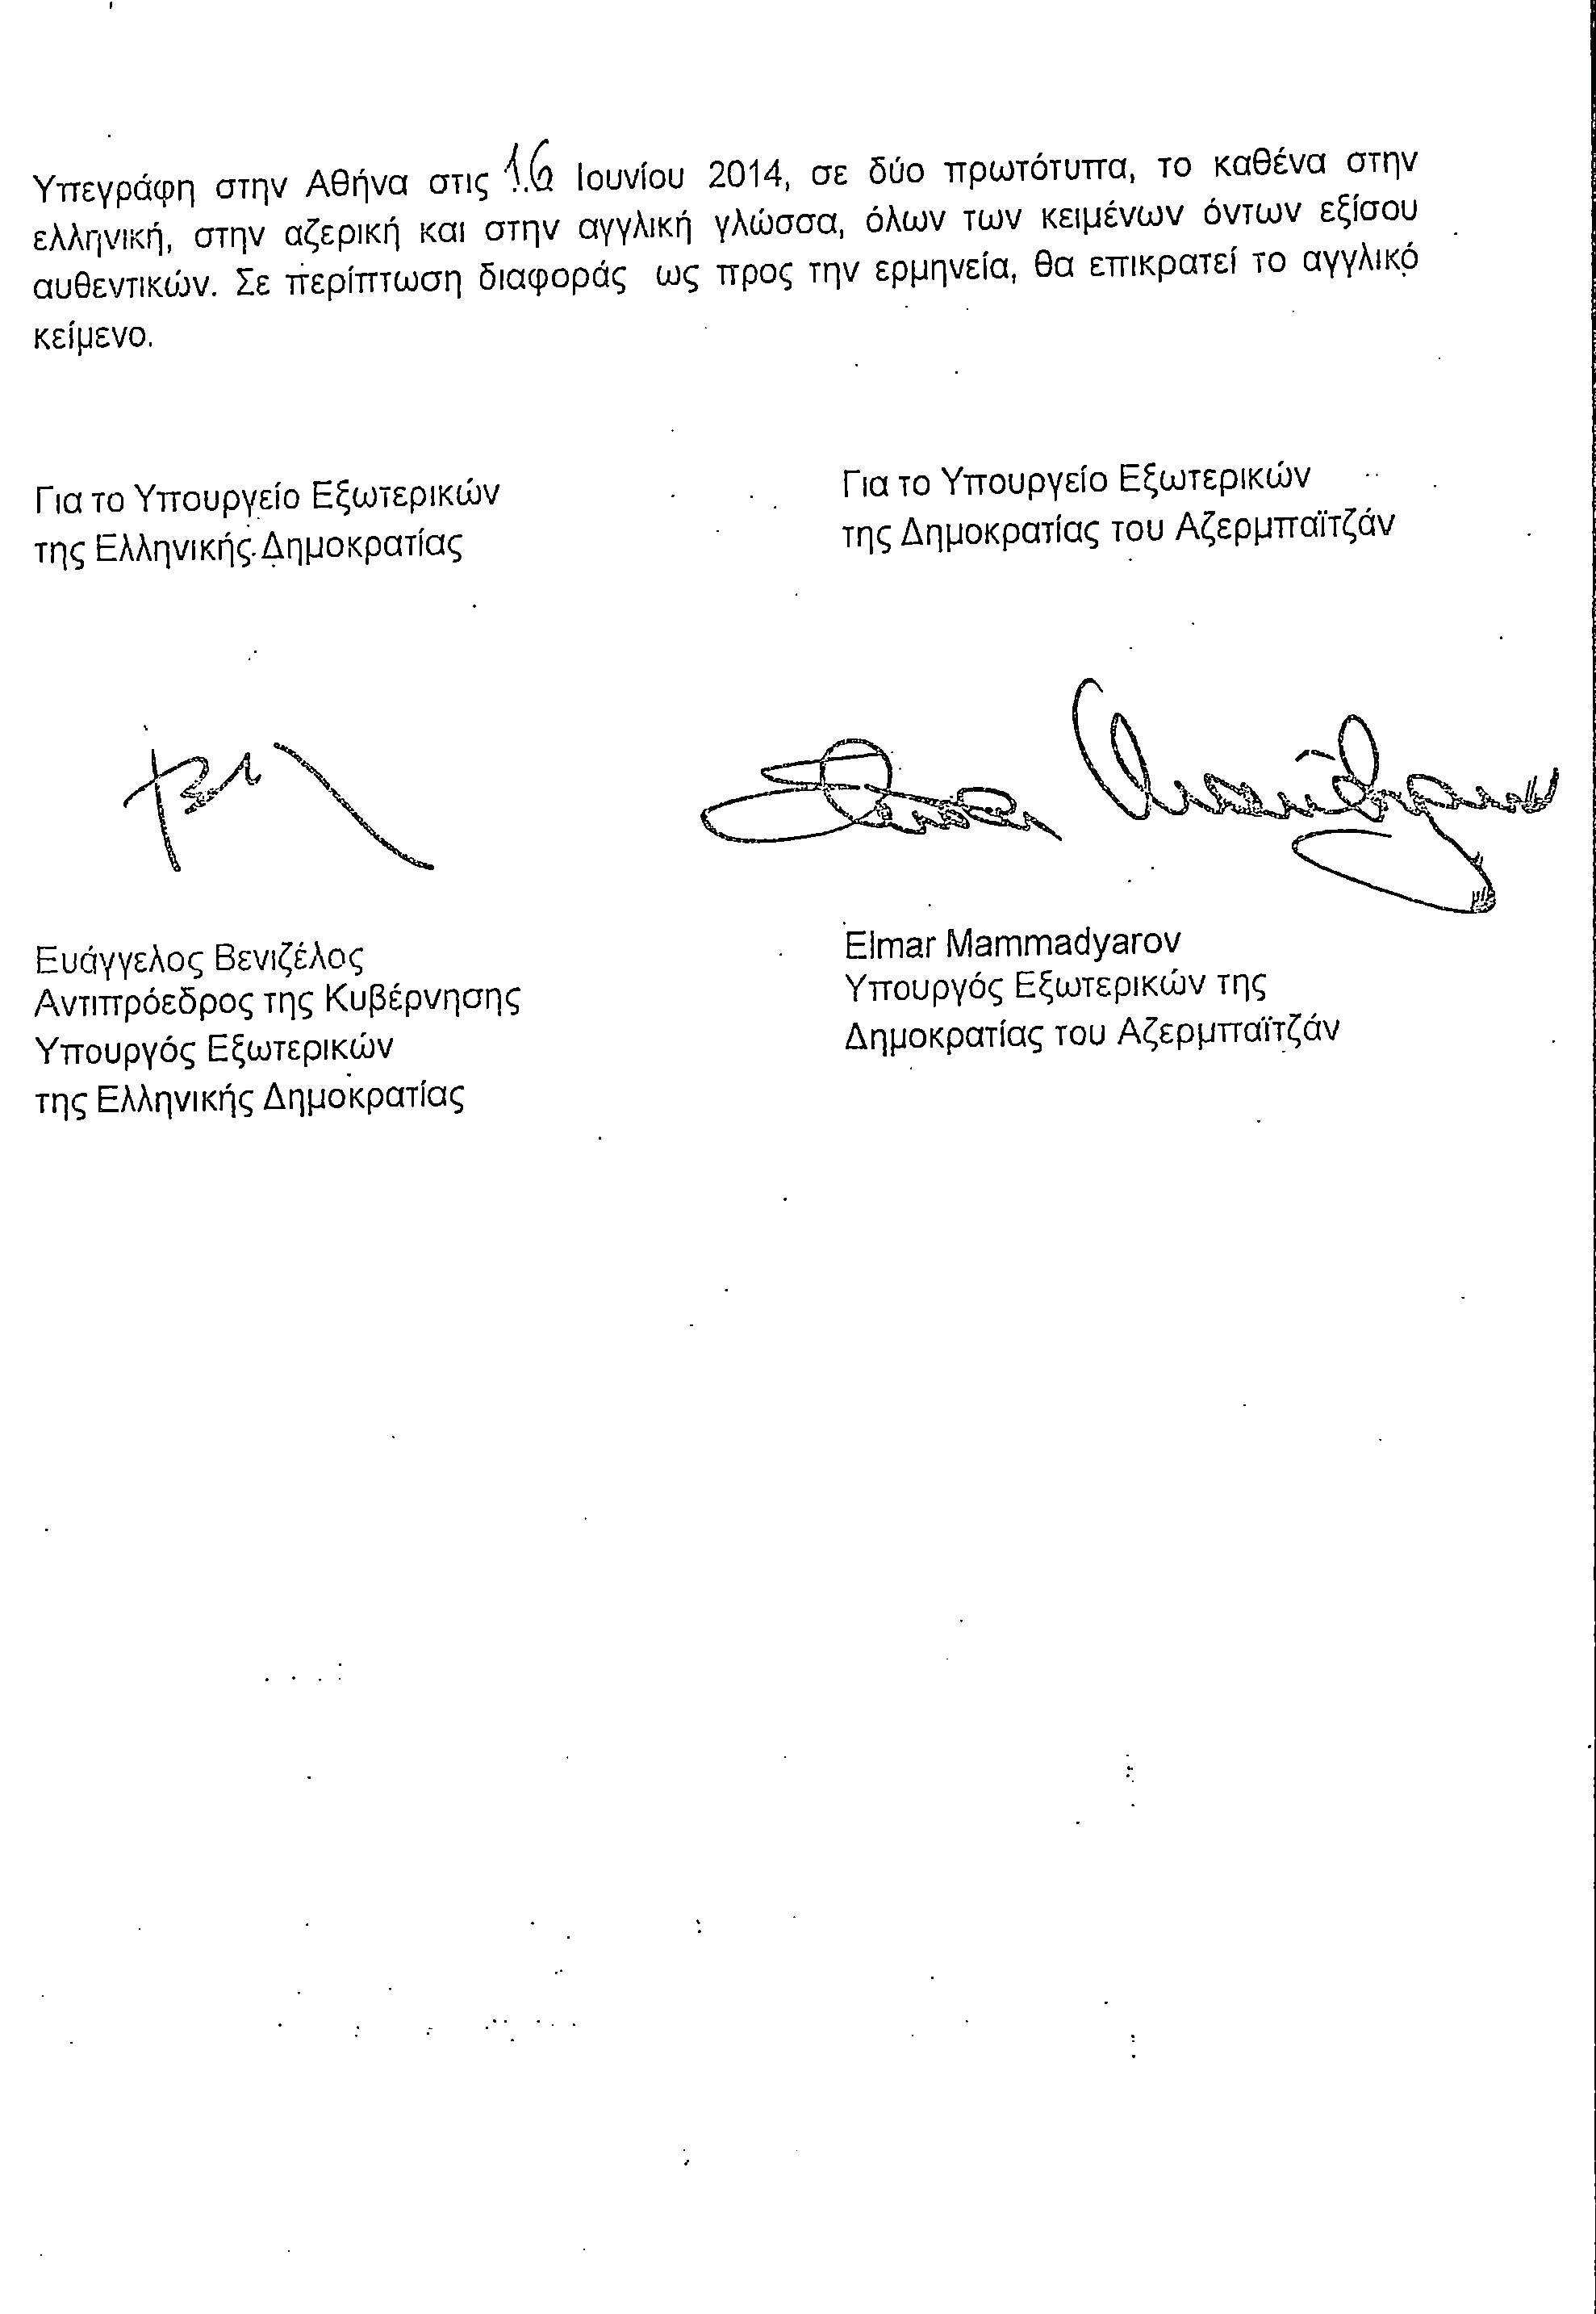 Υπεγράφη στην Αθήνα στις 16 Ιουνίου 2014, σε δύο πρωτότυπα, το καθένα στην
ελληνική, στην αζερική και στην αγγλική γλώσσα, όλων των κειμένων όντων εξίσου
αυθεντικών. Σε περίπτωση διαφοράς ως προς την ερμηνεία, θα επικρατεί το αγγλικό
κείμενο.
Για το Υπουργείο Εξωτερικών
της Ελληνικής Δημοκρατίας
Για το Υπουργείο Εξωτερικών
της Δημοκρατίας του Αζερμπαϊτζάν
Ευάγγελος Βενιζέλος
Αντιπρόεδρος της Κυβέρνησης
Υπουργός Εξωτερικών
της Ελληνικής Δημοκρατίας
Elmar Mammadyarov
Υπουργός Εξωτερικών της
Δημοκρατίας του Αζερμπαϊτζάν